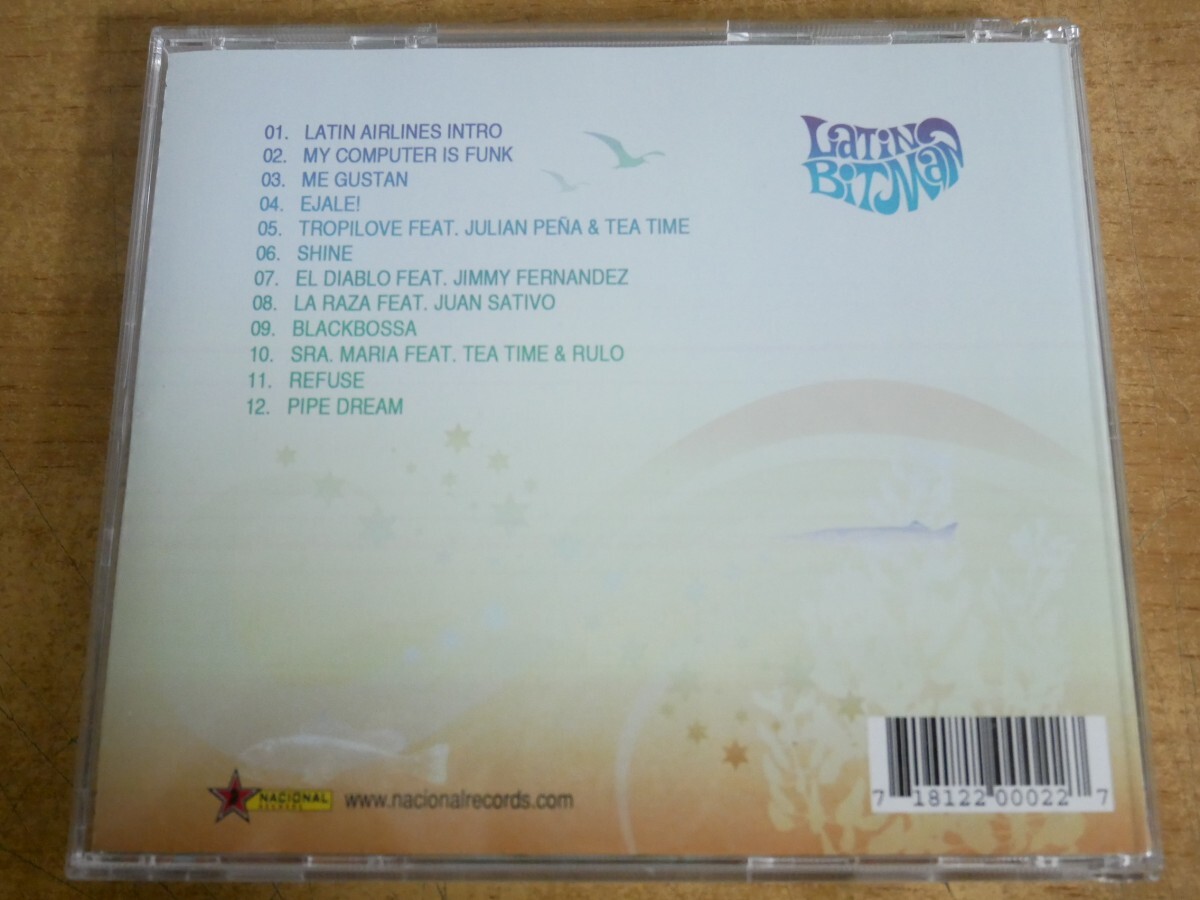 01. LATIN AIRLINES INTRO
02. MY COMPUTER IS FUNK
03. ME GUSTAN
04. EJALE!
05. TROPILOVE FEAT. JULIAN PEÑA & TEA TIME
06. SHINE
07. EL DIABLO FEAT. JIMMY FERNANDEZ
08. LA RAZA FEAT. JUAN SATIVO
09. BLACKBOSSA
10. SRA. MARIA FEAT. TEA TIME & RULO
11. REFUSE
12. PIPE DREAM
LATIN
BITMAN
NACIONAL
RECORDS
www.nacionalrecords.com
7 18122 00022 7